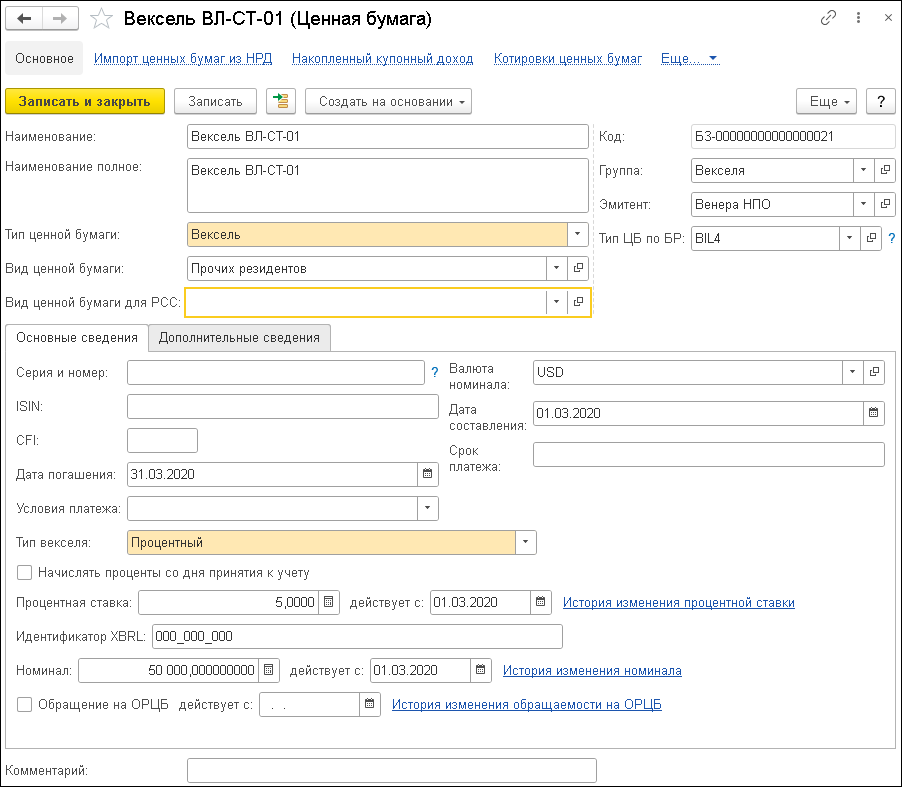 Вексель ВЛ-СТ-01 (Ценная бумага)
Основное Импорт ценных бумаг из НРД Накопленный купонный доход Котировки ценных бумаг Еще...
Записать и закрыть Записать Создать на основании Еще ?
Наименование: Вексель ВЛ-СТ-01 Код: БЗ-00000000000000021
Наименование полное: Вексель ВЛ-СТ-01 Группа: Векселя
Эмитент: Венера НПО
Тип ценной бумаги: Вексель Тип ЦБ по БР: BIL4 ?
Вид ценной бумаги: Прочих резидентов
Вид ценной бумаги для РСС:
Основные сведения Дополнительные сведения
Серия и номер: ? Валюта номинала: USD
ISIN: Дата составления: 01.03.2020
CFI: Срок платежа:
Дата погашения: 31.03.2020
Условия платежа:
Тип векселя: Процентный
Начислять проценты со дня принятия к учету
Процентная ставка: 5,0000 действует с: 01.03.2020 История изменения процентной ставки
Идентификатор XBRL: 000_000_000
Номинал: 50 000,000000000 действует с: 01.03.2020 История изменения номинала
Обращение на ОРЦБ действует с: . . История изменения обращаемости на ОРЦБ
Комментарий: